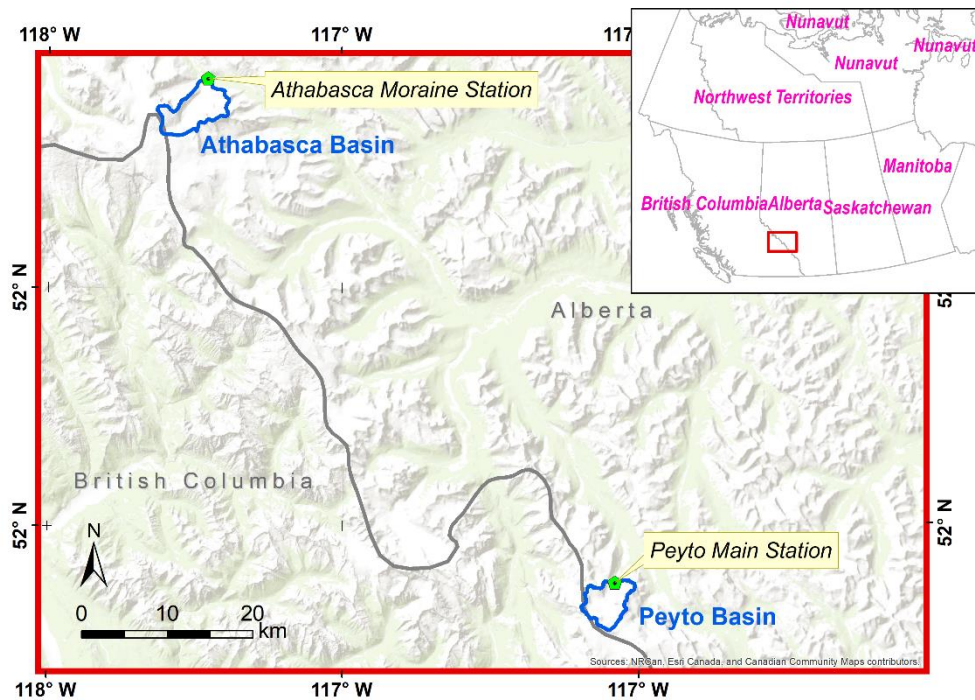 118° W
117° W
Nunavut
Nunavut
Nunavut
Northwest Territories
Manitoba
British Columbia
Alberta
Saskatchewan
Athabasca Moraine Station
Athabasca Basin
52° N
52° N
Alberta
British Columbia
N
52° N
52° N
Peyto Main Station
0 10 20
km
Peyto Basin
Sources: NRCan, Esri Canada, and Canadian Community Maps contributors.
118° W
117° W
117° W